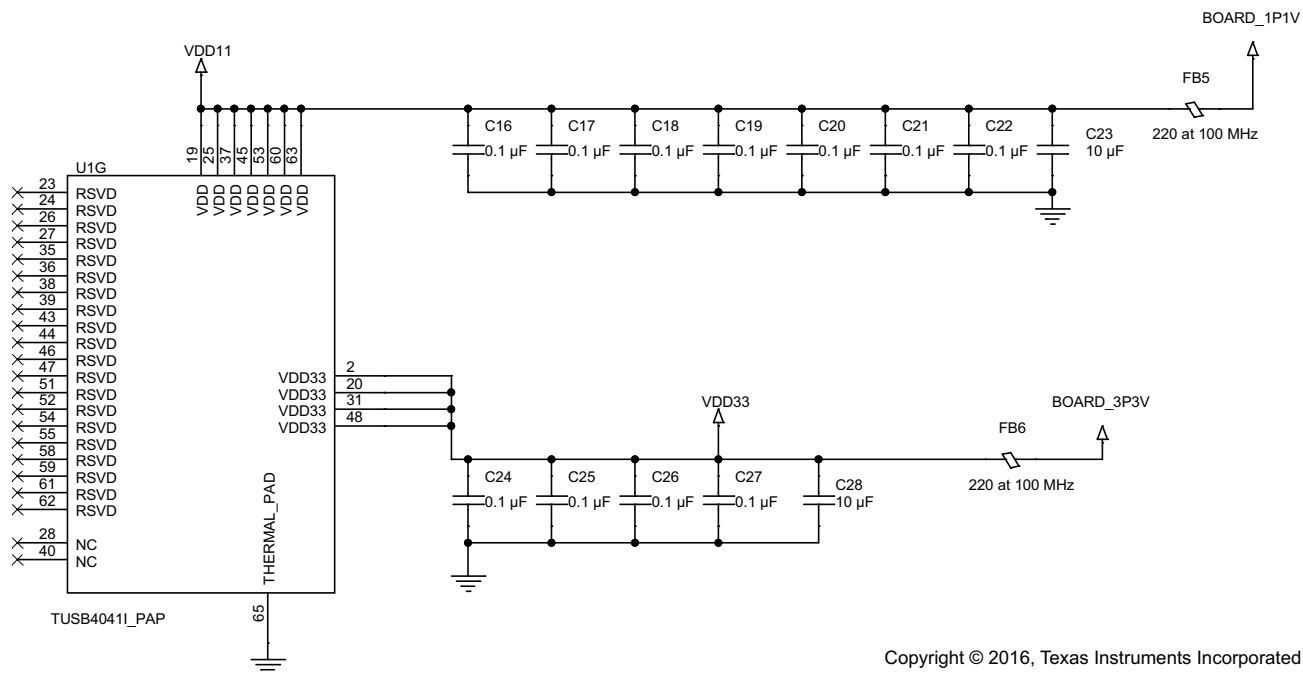 BOARD_1P1V
VDD11
FB5
220 at 100 MHz
C16
0.1 µF
C17
0.1 µF
C18
0.1 µF
C19
0.1 µF
C20
0.1 µF
C21
0.1 µF
C22
0.1 µF
C23
10 µF
19
25
37
45
53
60
63
U1G
VDD
VDD
VDD
VDD
VDD
VDD
VDD
23 RSVD
24 RSVD
26 RSVD
27 RSVD
35 RSVD
36 RSVD
38 RSVD
39 RSVD
43 RSVD
44 RSVD
46 RSVD
47 RSVD
51 RSVD
52 RSVD
54 RSVD
55 RSVD
58 RSVD
59 RSVD
61 RSVD
62 RSVD
28 NC
40 NC
VDD33 2
VDD33 20
VDD33 31
VDD33 48
THERMAL_PAD
65
TUSB4041I_PAP
VDD33
BOARD_3P3V
FB6
220 at 100 MHz
C24
0.1 µF
C25
0.1 µF
C26
0.1 µF
C27
0.1 µF
C28
10 µF
Copyright © 2016, Texas Instruments Incorporated